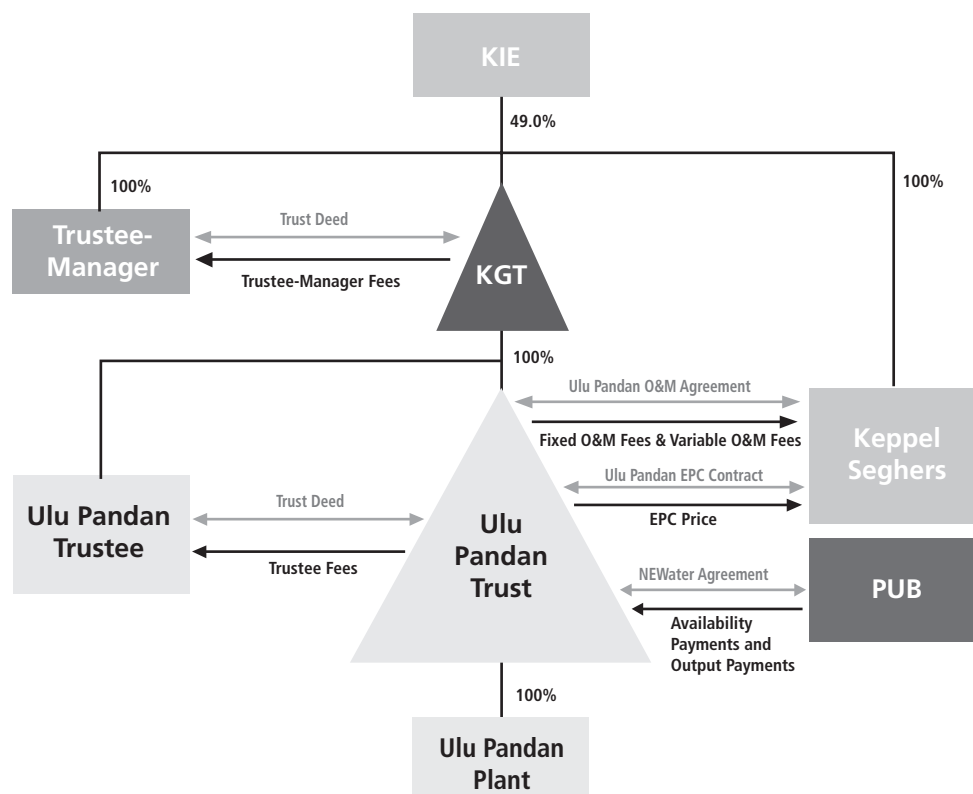 KIE
49.0%
100%
100%
Trustee-
Manager
Trust Deed
Trustee-Manager Fees
KGT
100%
Ulu Pandan O&M Agreement
Fixed O&M Fees & Variable O&M Fees
Keppel
Seghers
Ulu Pandan EPC Contract
EPC Price
Ulu Pandan
Trustee
Trust Deed
Trustee Fees
Ulu
Pandan
Trust
NEWater Agreement
PUB
Availability
Payments and
Output Payments
100%
Ulu Pandan
Plant